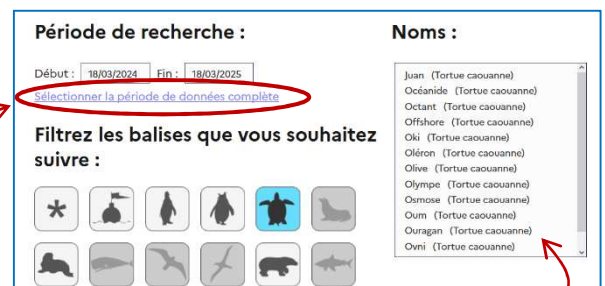 Période de recherche :
Début : 18/03/2024 Fin : 18/03/2025
Sélectionner la période de données complète
Filtrez les balises que vous souhaitez
suivre :
Noms :
Juan (Tortue caouanne)
Océanide (Tortue caouanne)
Octant (Tortue caouanne)
Offshore (Tortue caouanne)
Oki (Tortue caouanne)
Oléron (Tortue caouanne)
Olive (Tortue caouanne)
Olympe (Tortue caouanne)
Osmose (Tortue caouanne)
Oum (Tortue caouanne)
Ouragan (Tortue caouanne)
Ovni (Tortue caouanne)